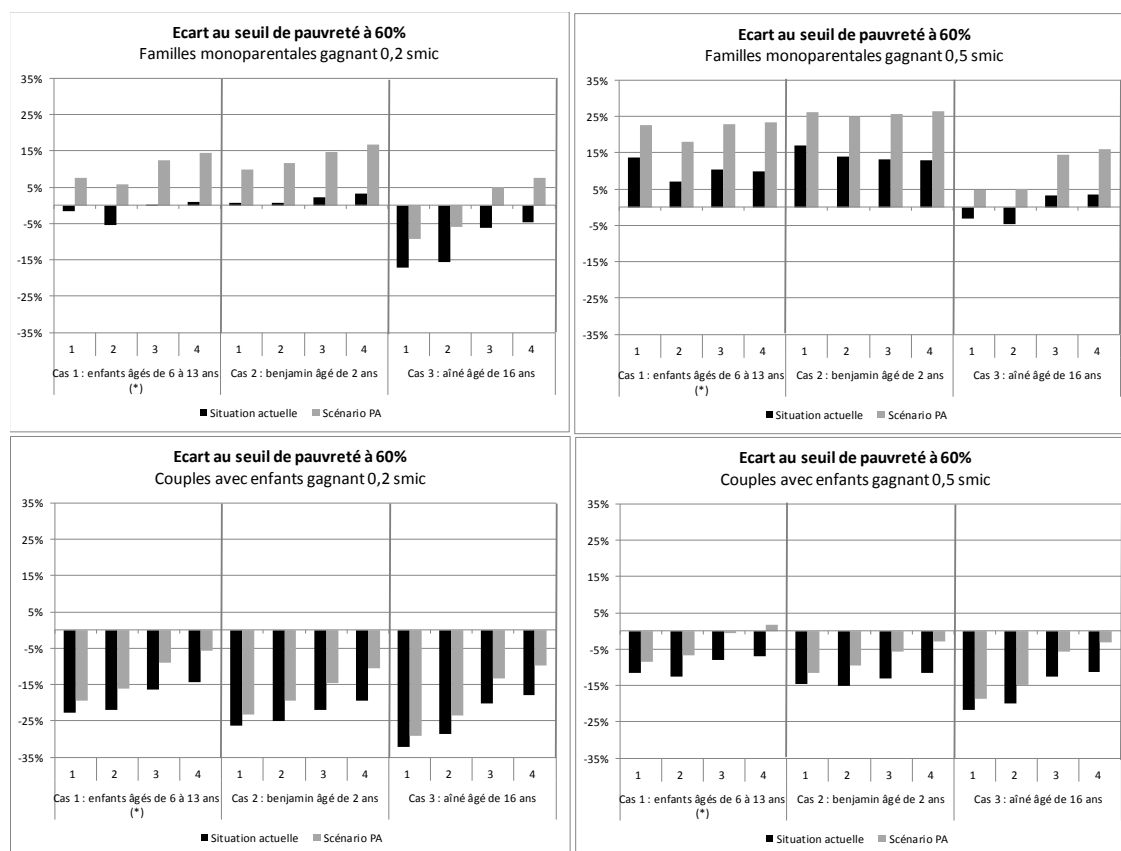 Ecart au seuil de pauvreté à 60%
Familles monoparentales gagnant 0,2 smic
35%
25%
15%
5%
-5%
-15%
-25%
-35%
1 2 3 4 1 2 3 4 1 2 3 4
Cas 1 : enfants âgés de 6 à 13 ans (*)
Cas 2 : benjamin âgé de 2 ans
Cas 3 : aîné âgé de 16 ans
Situation actuelle Scénario PA
Ecart au seuil de pauvreté à 60%
Familles monoparentales gagnant 0,5 smic
35%
25%
15%
5%
-5%
-15%
-25%
-35%
1 2 3 4 1 2 3 4 1 2 3 4
Cas 1 : enfants âgés de 6 à 13 ans (*)
Cas 2 : benjamin âgé de 2 ans
Cas 3 : aîné âgé de 16 ans
Situation actuelle Scénario PA
Ecart au seuil de pauvreté à 60%
Couples avec enfants gagnant 0,2 smic
35%
25%
15%
5%
-5%
-15%
-25%
-35%
1 2 3 4 1 2 3 4 1 2 3 4
Cas 1 : enfants âgés de 6 à 13 ans (*)
Cas 2 : benjamin âgé de 2 ans
Cas 3 : aîné âgé de 16 ans
Situation actuelle Scénario PA
Ecart au seuil de pauvreté à 60%
Couples avec enfants gagnant 0,5 smic
35%
25%
15%
5%
-5%
-15%
-25%
-35%
1 2 3 4 1 2 3 4 1 2 3 4
Cas 1 : enfants âgés de 6 à 13 ans (*)
Cas 2 : benjamin âgé de 2 ans
Cas 3 : aîné âgé de 16 ans
Situation actuelle Scénario PA